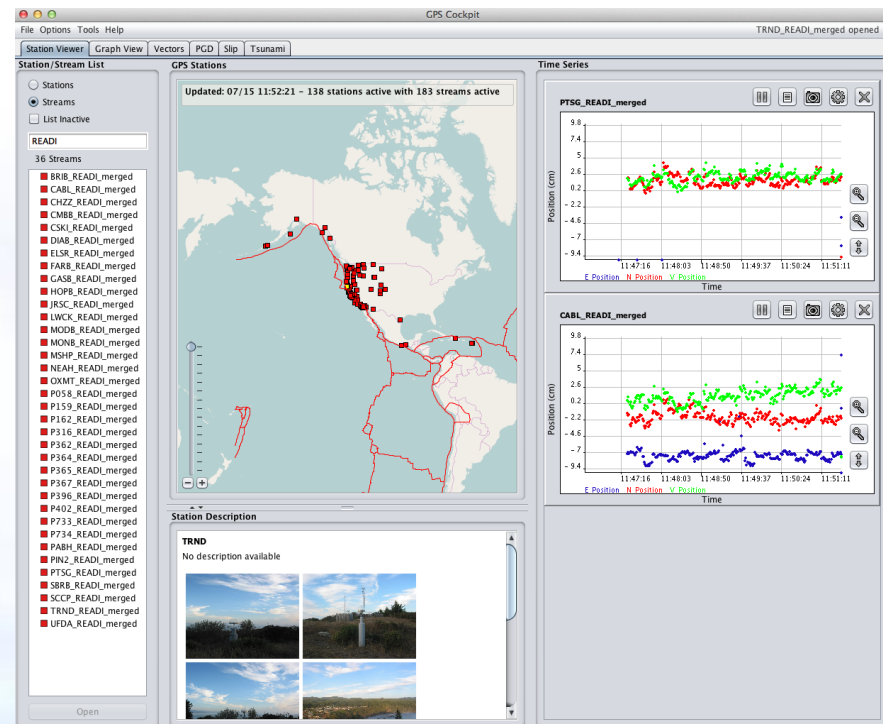 GPS Cockpit
File Options Tools Help
TRND_READI_merged opened
Station Viewer Graph View Vectors PGD Slip Tsunami
Station/Stream List
Stations
Streams
List Inactive
READI
36 Streams
BRIB_READI_merged
CABL_READI_merged
CHZZ_READI_merged
CMBB_READI_merged
CSKI_READI_merged
DIAB_READI_merged
ELSR_READI_merged
FARB_READI_merged
GASB_READI_merged
HOPB_READI_merged
JRSC_READI_merged
LWCK_READI_merged
MODB_READI_merged
MONB_READI_merged
MSHP_READI_merged
NEAH_READI_merged
OXMT_READI_merged
P058_READI_merged
P159_READI_merged
P162_READI_merged
P316_READI_merged
P362_READI_merged
P364_READI_merged
P365_READI_merged
P367_READI_merged
P396_READI_merged
P402_READI_merged
P733_READI_merged
P734_READI_merged
PABH_READI_merged
PIN2_READI_merged
PTSG_READI_merged
SBRB_READI_merged
SCCP_READI_merged
TRND_READI_merged
UFDA_READI_merged
Open
GPS Stations
Updated: 07/15 11:52:21 - 138 stations active with 183 streams active
Station Description
TRND
No description available
Time Series
PTSG_READI_merged
Position (cm)
9.8
7.4
5
2.6
0.2
-2.2
-4.6
-7
-9.4
11:47:16 11:48:03 11:48:50 11:49:37 11:50:24 11:51:11
E Position N Position V Position
Time
CABL_READI_merged
Position (cm)
9.8
7.4
5
2.6
0.2
-2.2
-4.6
-7
-9.4
11:47:16 11:48:03 11:48:50 11:49:37 11:50:24 11:51:11
E Position N Position V Position
Time